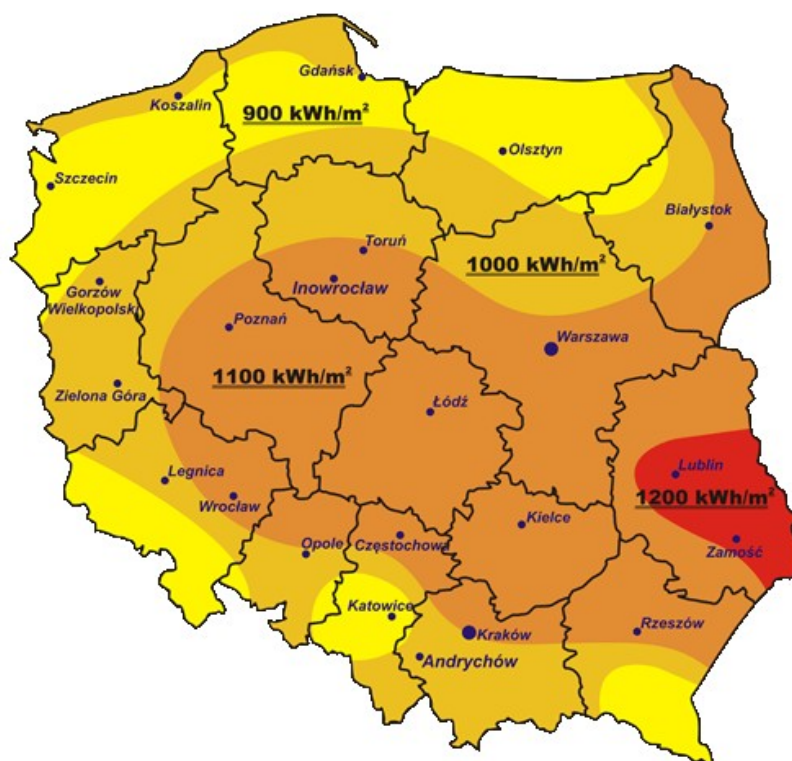 Gdańsk
Koszalin
900 kWh/m²
Olsztyn
Szczecin
Białystok
Toruń
1000 kWh/m²
Gorzów
Wielkopolski
Inowrocław
Poznań
Warszawa
1100 kWh/m²
Zielona Góra
Łódź
Legnica
Lublin
Wrocław
1200 kWh/m²
Kielce
Opole
Częstochowa
Zamość
Katowice
Kraków
Rzeszów
Andrychów